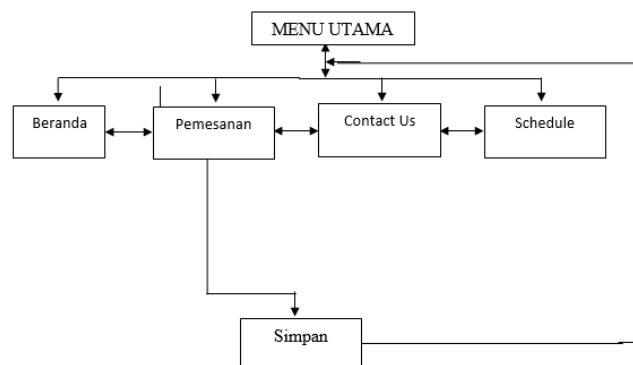 MENU UTAMA
Beranda
Pemesanan
Contact Us
Schedule
Simpan